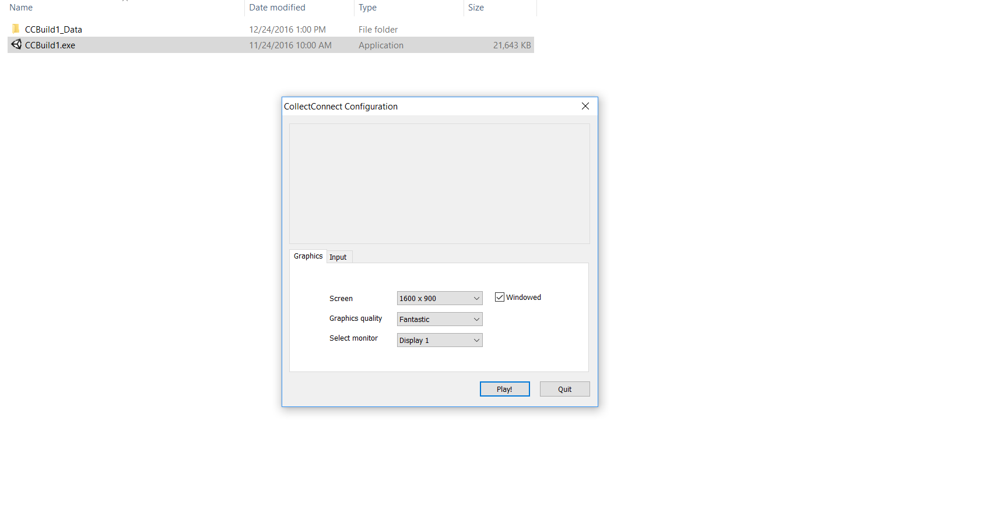 Name Date modified Type Size
CCBuild1_Data 12/24/2016 1:00 PM File folder
CCBuild1.exe 11/24/2016 10:00 AM Application 21,643 KB
CollectConnect Configuration
Graphics Input
Screen 1600 x 900 Windowed
Graphics quality Fantastic
Select monitor Display 1
Play! Quit